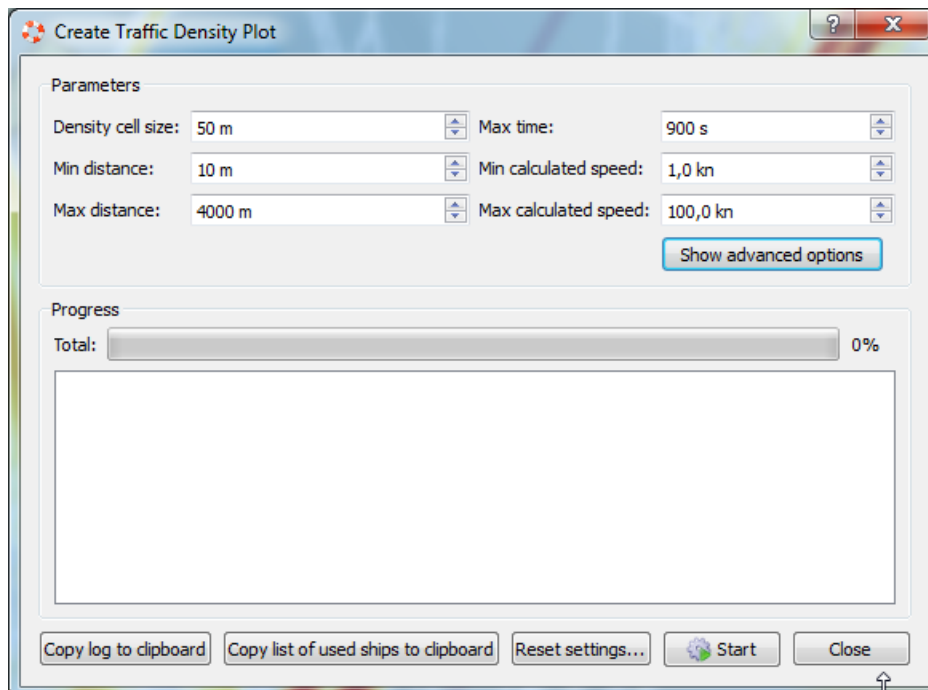 Create Traffic Density Plot
?
Parameters
Density cell size: 50 m Max time: 900 s
Min distance: 10 m Min calculated speed: 1,0 kn
Max distance: 4000 m Max calculated speed: 100,0 kn
Show advanced options
Progress
Total: 0%
Copy log to clipboard Copy list of used ships to clipboard Reset settings... Start Close